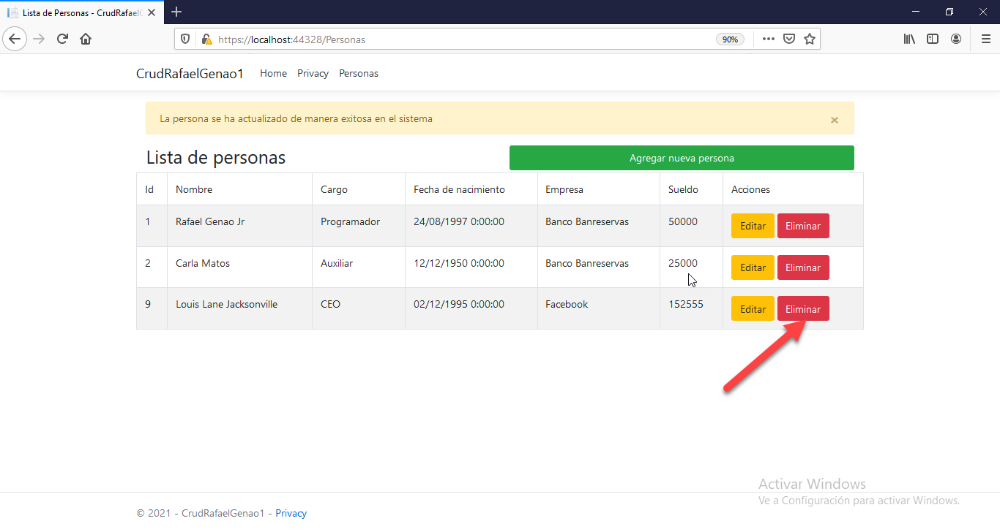 Lista de Personas - CrudRafaelG
https://localhost:44328/Personas 90%
CrudRafaelGenao1 Home Privacy Personas
La persona se ha actualizado de manera exitosa en el sistema ×
Lista de personas Agregar nueva persona
Id Nombre Cargo Fecha de nacimiento Empresa Sueldo Acciones
1 Rafael Genao Jr Programador 24/08/1997 0:00:00 Banco Banreservas 50000 Editar Eliminar
2 Carla Matos Auxiliar 12/12/1950 0:00:00 Banco Banreservas 25000 Editar Eliminar
9 Louis Lane Jacksonville CEO 02/12/1995 0:00:00 Facebook 152555 Editar Eliminar
Activar Windows
Ve a Configuración para activar Windows.
© 2021 - CrudRafaelGenao1 - Privacy